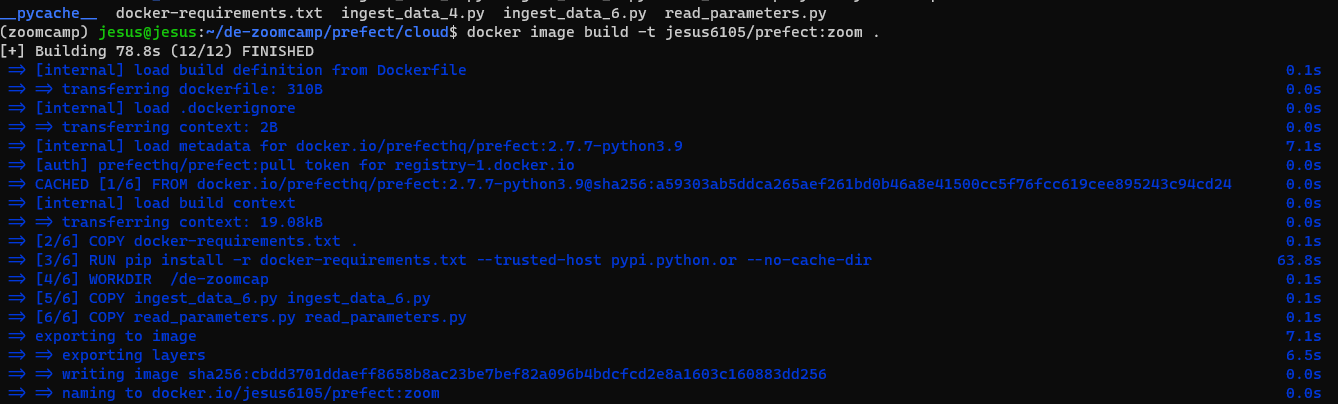 __pycache__  docker-requirements.txt  ingest_data_4.py  ingest_data_6.py  read_parameters.py
(zoomcamp) jesus@jesus:~/de-zoomcamp/prefect/cloud$ docker image build -t jesus6105/prefect:zoom .
[+] Building 78.8s (12/12) FINISHED
=> [internal] load build definition from Dockerfile 0.1s
=> => transferring dockerfile: 310B 0.0s
=> [internal] load .dockerignore 0.0s
=> => transferring context: 2B 0.0s
=> [internal] load metadata for docker.io/prefecthq/prefect:2.7.7-python3.9 7.1s
=> [auth] prefecthq/prefect:pull token for registry-1.docker.io 0.0s
=> CACHED [1/6] FROM docker.io/prefecthq/prefect:2.7.7-python3.9@sha256:a59303ab5ddca265aef261bd0b46a8e41500cc5f76fcc619cee895243c94cd24 0.0s
=> [internal] load build context 0.0s
=> => transferring context: 19.08kB 0.0s
=> [2/6] COPY docker-requirements.txt . 0.1s
=> [3/6] RUN pip install -r docker-requirements.txt --trusted-host pypi.python.or --no-cache-dir 63.8s
=> [4/6] WORKDIR  /de-zoomcap 0.1s
=> [5/6] COPY ingest_data_6.py ingest_data_6.py 0.1s
=> [6/6] COPY read_parameters.py read_parameters.py 0.1s
=> exporting to image 7.1s
=> => exporting layers 6.5s
=> => writing image sha256:cbdd3701ddaeff8658b8ac23be7bef82a096b4bdcfcd2e8a1603c160883dd256 0.0s
=> => naming to docker.io/jesus6105/prefect:zoom 0.0s